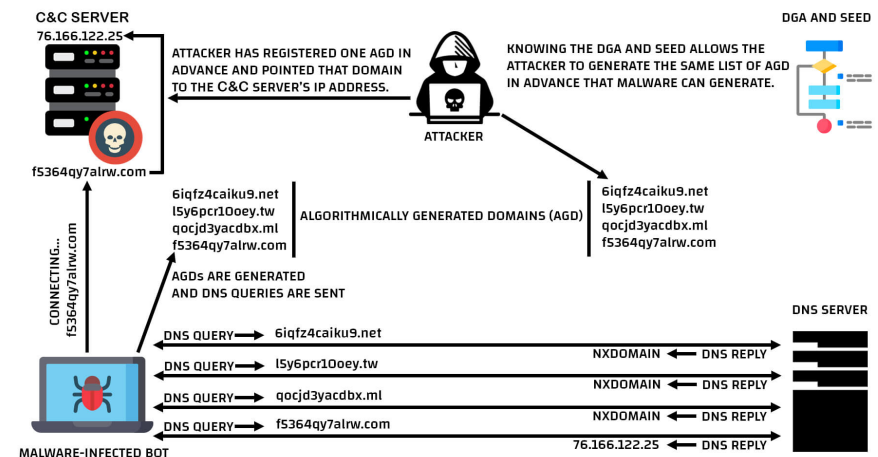 C&C SERVER
76.166.122.25
ATTACKER HAS REGISTERED ONE AGD IN
ADVANCE AND POINTED THAT DOMAIN
TO THE C&C SERVER'S IP ADDRESS.
ATTACKER
KNOWING THE DGA AND SEED ALLOWS THE
ATTACKER TO GENERATE THE SAME LIST OF AGD
IN ADVANCE THAT MALWARE CAN GENERATE.
DGA AND SEED
f5364qy7alrw.com
6iqfz4caiku9.net
l5y6pcr10oey.tw
qocjd3yacdbx.ml
f5364qy7alrw.com
ALGORITHMICALLY GENERATED DOMAINS (AGD)
6iqfz4caiku9.net
l5y6pcr10oey.tw
qocjd3yacdbx.ml
f5364qy7alrw.com
CONNECTING...
f5364qy7alrw.com
AGDs ARE GENERATED
AND DNS QUERIES ARE SENT
DNS SERVER
DNS QUERY 6iqfz4caiku9.net
NXDOMAIN DNS REPLY
DNS QUERY l5y6pcr10oey.tw
NXDOMAIN DNS REPLY
DNS QUERY qocjd3yacdbx.ml
NXDOMAIN DNS REPLY
DNS QUERY f5364qy7alrw.com
76.166.122.25 DNS REPLY
MALWARE-INFECTED BOT